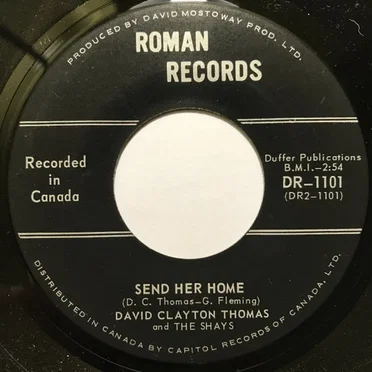 PRODUCED BY DAVID MOSTOWAY PROD. LTD.
ROMAN
RECORDS
Recorded
in
Canada
Duffer Publications
B.M.I.–2:54
DR–1101
(DR2–1101)
SEND HER HOME
(D. C. Thomas–G. Fleming)
DAVID CLAYTON THOMAS
and THE SHAYS
DISTRIBUTED IN CANADA BY CAPITOL RECORDS OF CANADA, LTD.